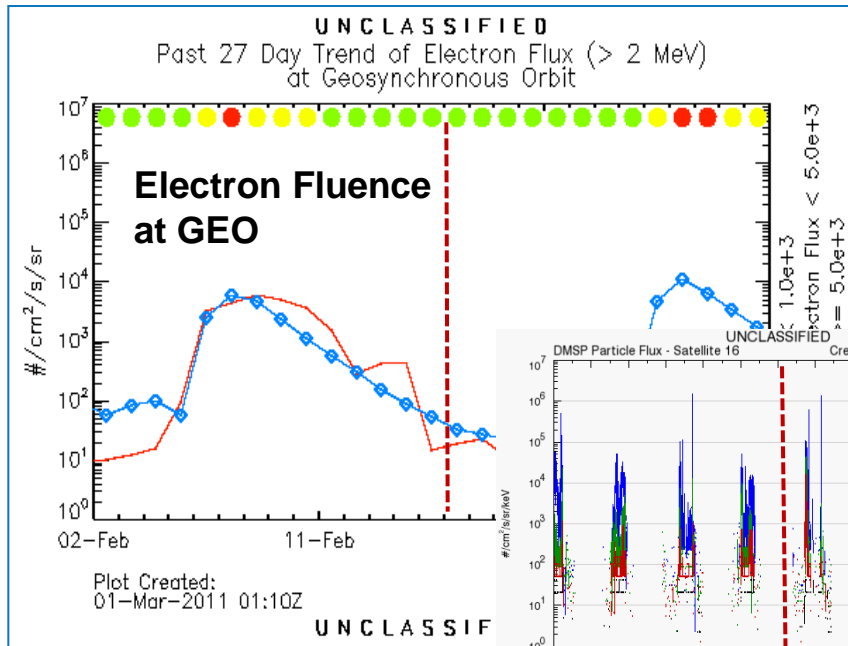 UNCLASSIFIED
Past 27 Day Trend of Electron Flux (> 2 MeV)
at Geosynchronous Orbit
10⁷
10⁶
10⁵
10⁴
10³
10²
10¹
10⁰
#/cm²/s/sr
Electron Fluence
at GEO
02-Feb
11-Feb
< 1.0e+3
Electron Flux < 5.0e+3
>= 5.0e+3
Plot Created:
01-Mar-2011 01:10Z
UNCLASSIF
UNCLASSIFIED
DMSP Particle Flux - Satellite 16
Cre
10⁷
10⁶
10⁵
10⁴
10³
10²
10¹
10⁰
#/cm²/s/sr/keV